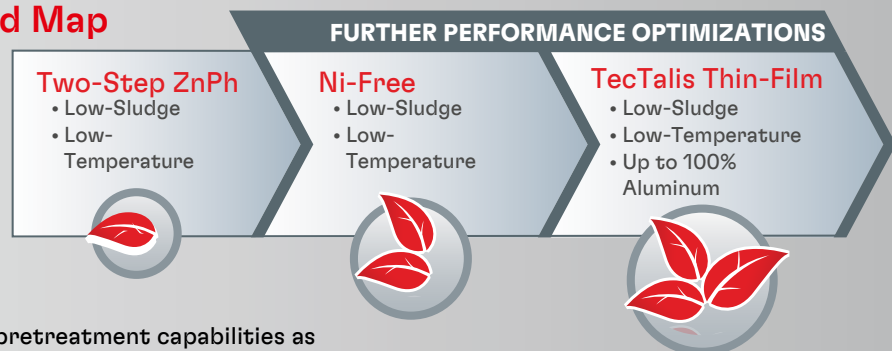 d Map
FURTHER PERFORMANCE OPTIMIZATIONS
Two-Step ZnPh
• Low-Sludge
• Low-
Temperature
Ni-Free
• Low-Sludge
• Low-
Temperature
TecTalis Thin-Film
• Low-Sludge
• Low-Temperature
• Up to 100%
Aluminum
pretreatment capabilities as